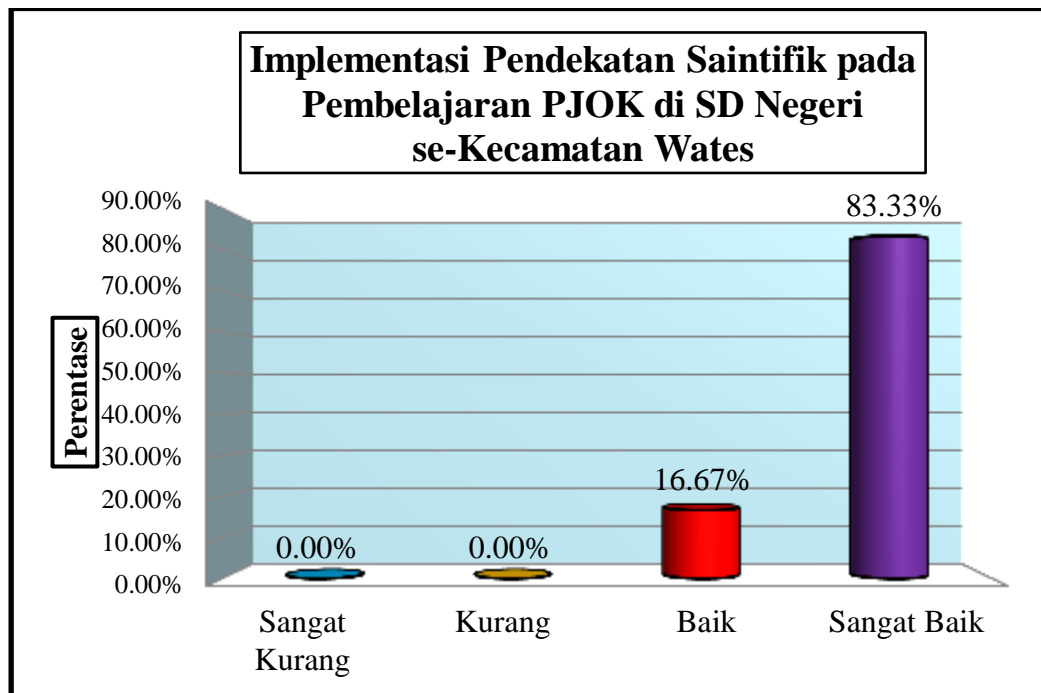 Implementasi Pendekatan Saintifik pada
Pembelajaran PJOK di SD Negeri
se-Kecamatan Wates
Perentase
90.00%
80.00%
70.00%
60.00%
50.00%
40.00%
30.00%
20.00%
10.00%
0.00%
0.00%
0.00%
16.67%
83.33%
Sangat
Kurang
Kurang
Baik
Sangat Baik